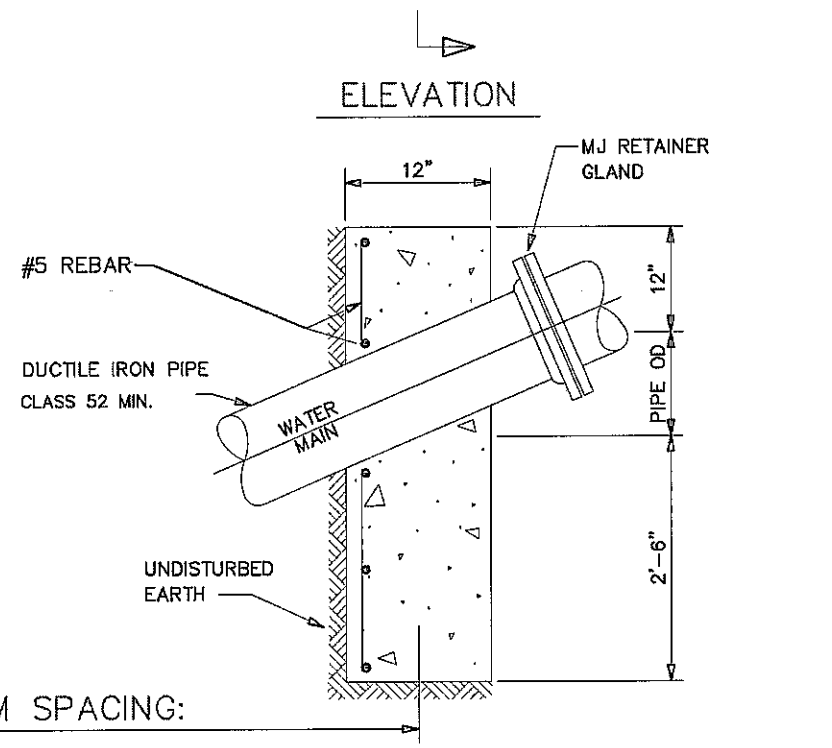 ELEVATION
MJ RETAINER
GLAND
12"
#5 REBAR
12"
DUCTILE IRON PIPE
CLASS 52 MIN.
PIPE OD
WATER
MAIN
2'-6"
UNDISTURBED
EARTH
SPACING: